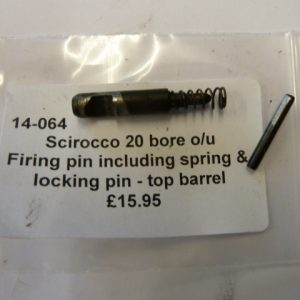 14-064
Scirocco 20 bore o/u
Firing pin including spring &
locking pin - top barrel
£15.95